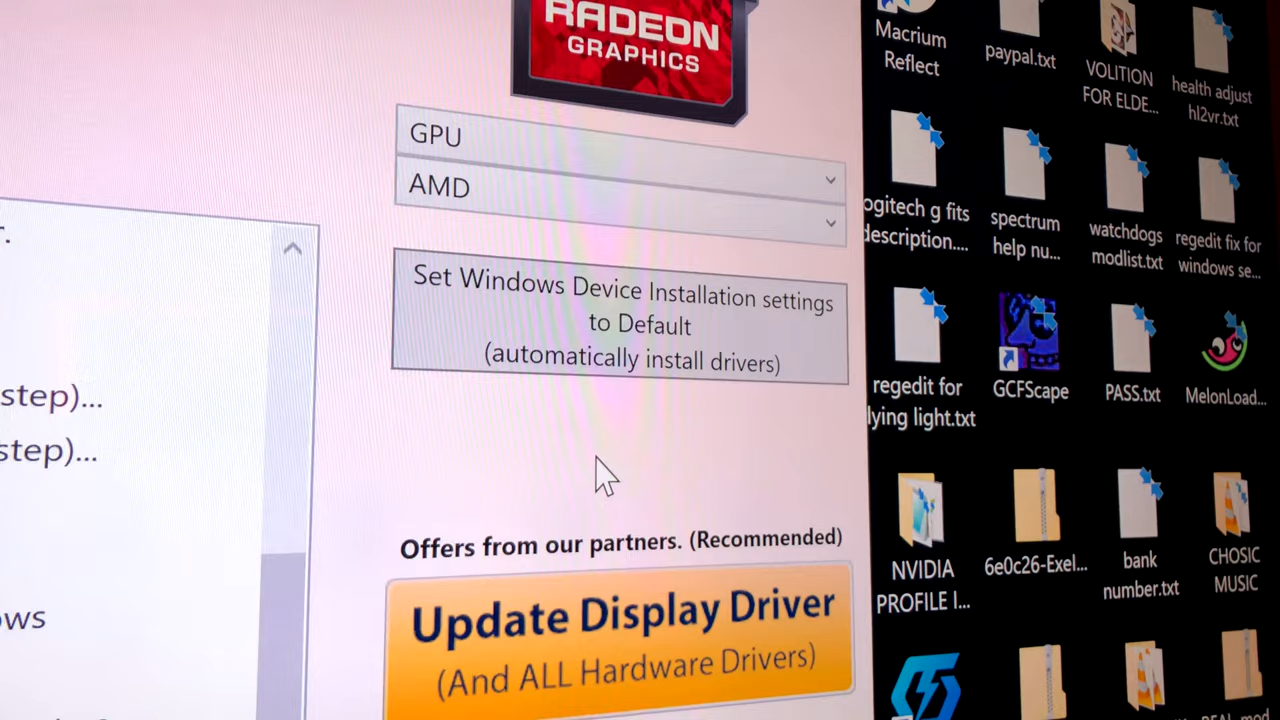 RADEON
GRAPHICS
GPU
AMD
Set Windows Device Installation settings
to Default
(automatically install drivers)
Offers from our partners. (Recommended)
Update Display Driver
(And ALL Hardware Drivers)
r.
step)...
step)...
ows
Macrium
Reflect
paypal.txt
VOLITION
FOR ELDE...
health adjust
hl2vr.txt
ogitech g fits
description....
spectrum
help nu...
watchdogs
modlist.txt
regedit fix for
windows se...
regedit for
lying light.txt
GCFScape
PASS.txt
MelonLoad...
NVIDIA
PROFILE I...
6e0c26-Exel...
bank
number.txt
CHOSIC
MUSIC